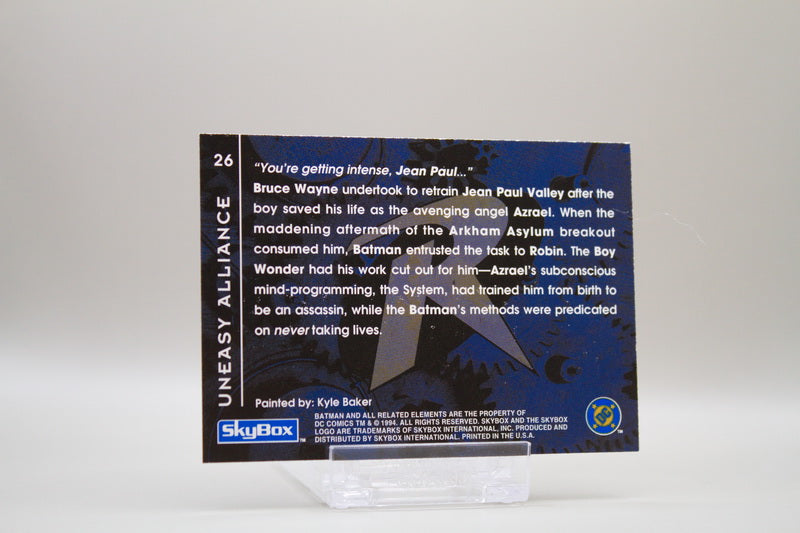 26
UNEASY ALLIANCE
"You're getting intense, Jean Paul..."
Bruce Wayne undertook to retrain Jean Paul Valley after the
boy saved his life as the avenging angel Azrael. When the
maddening aftermath of the Arkham Asylum breakout
consumed him, Batman entrusted the task to Robin. The Boy
Wonder had his work cut out for him—Azrael's subconscious
mind-programming, the System, had trained him from birth to
be an assassin, while the Batman's methods were predicated
on never taking lives.
R
Painted by: Kyle Baker
SkyBox™
BATMAN AND ALL RELATED ELEMENTS ARE THE PROPERTY OF
DC COMICS TM & © 1994. ALL RIGHTS RESERVED. SKYBOX AND THE SKYBOX
LOGO ARE TRADEMARKS OF SKYBOX INTERNATIONAL, INC. PRODUCED AND
DISTRIBUTED BY SKYBOX INTERNATIONAL. PRINTED IN THE U.S.A.
DC™